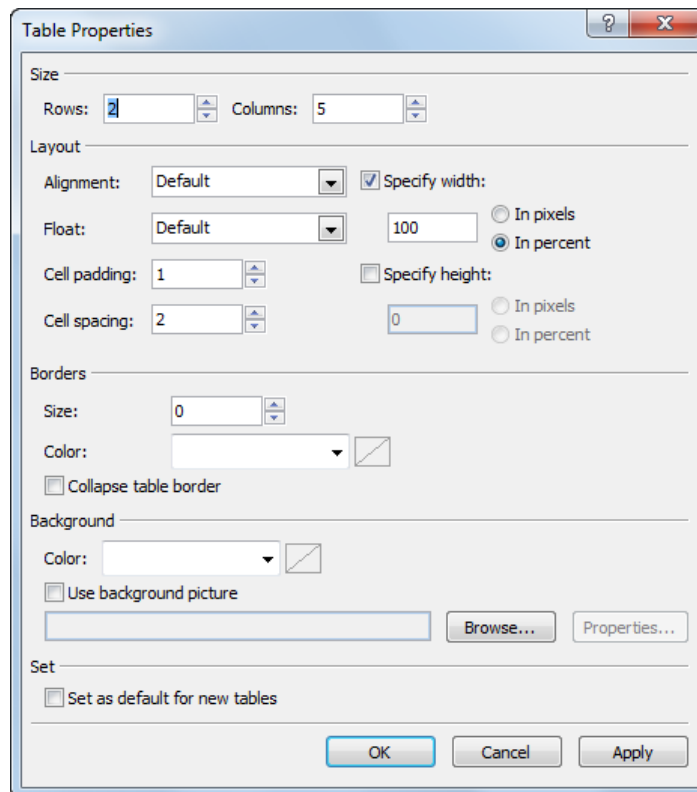 Table Properties
?
Size
Rows: 2 Columns: 5
Layout
Alignment: Default Specify width:
Float: Default 100 In pixels
In percent
Cell padding: 1 Specify height:
Cell spacing: 2 0 In pixels
In percent
Borders
Size: 0
Color:
Collapse table border
Background
Color:
Use background picture
Browse... Properties...
Set
Set as default for new tables
OK Cancel Apply